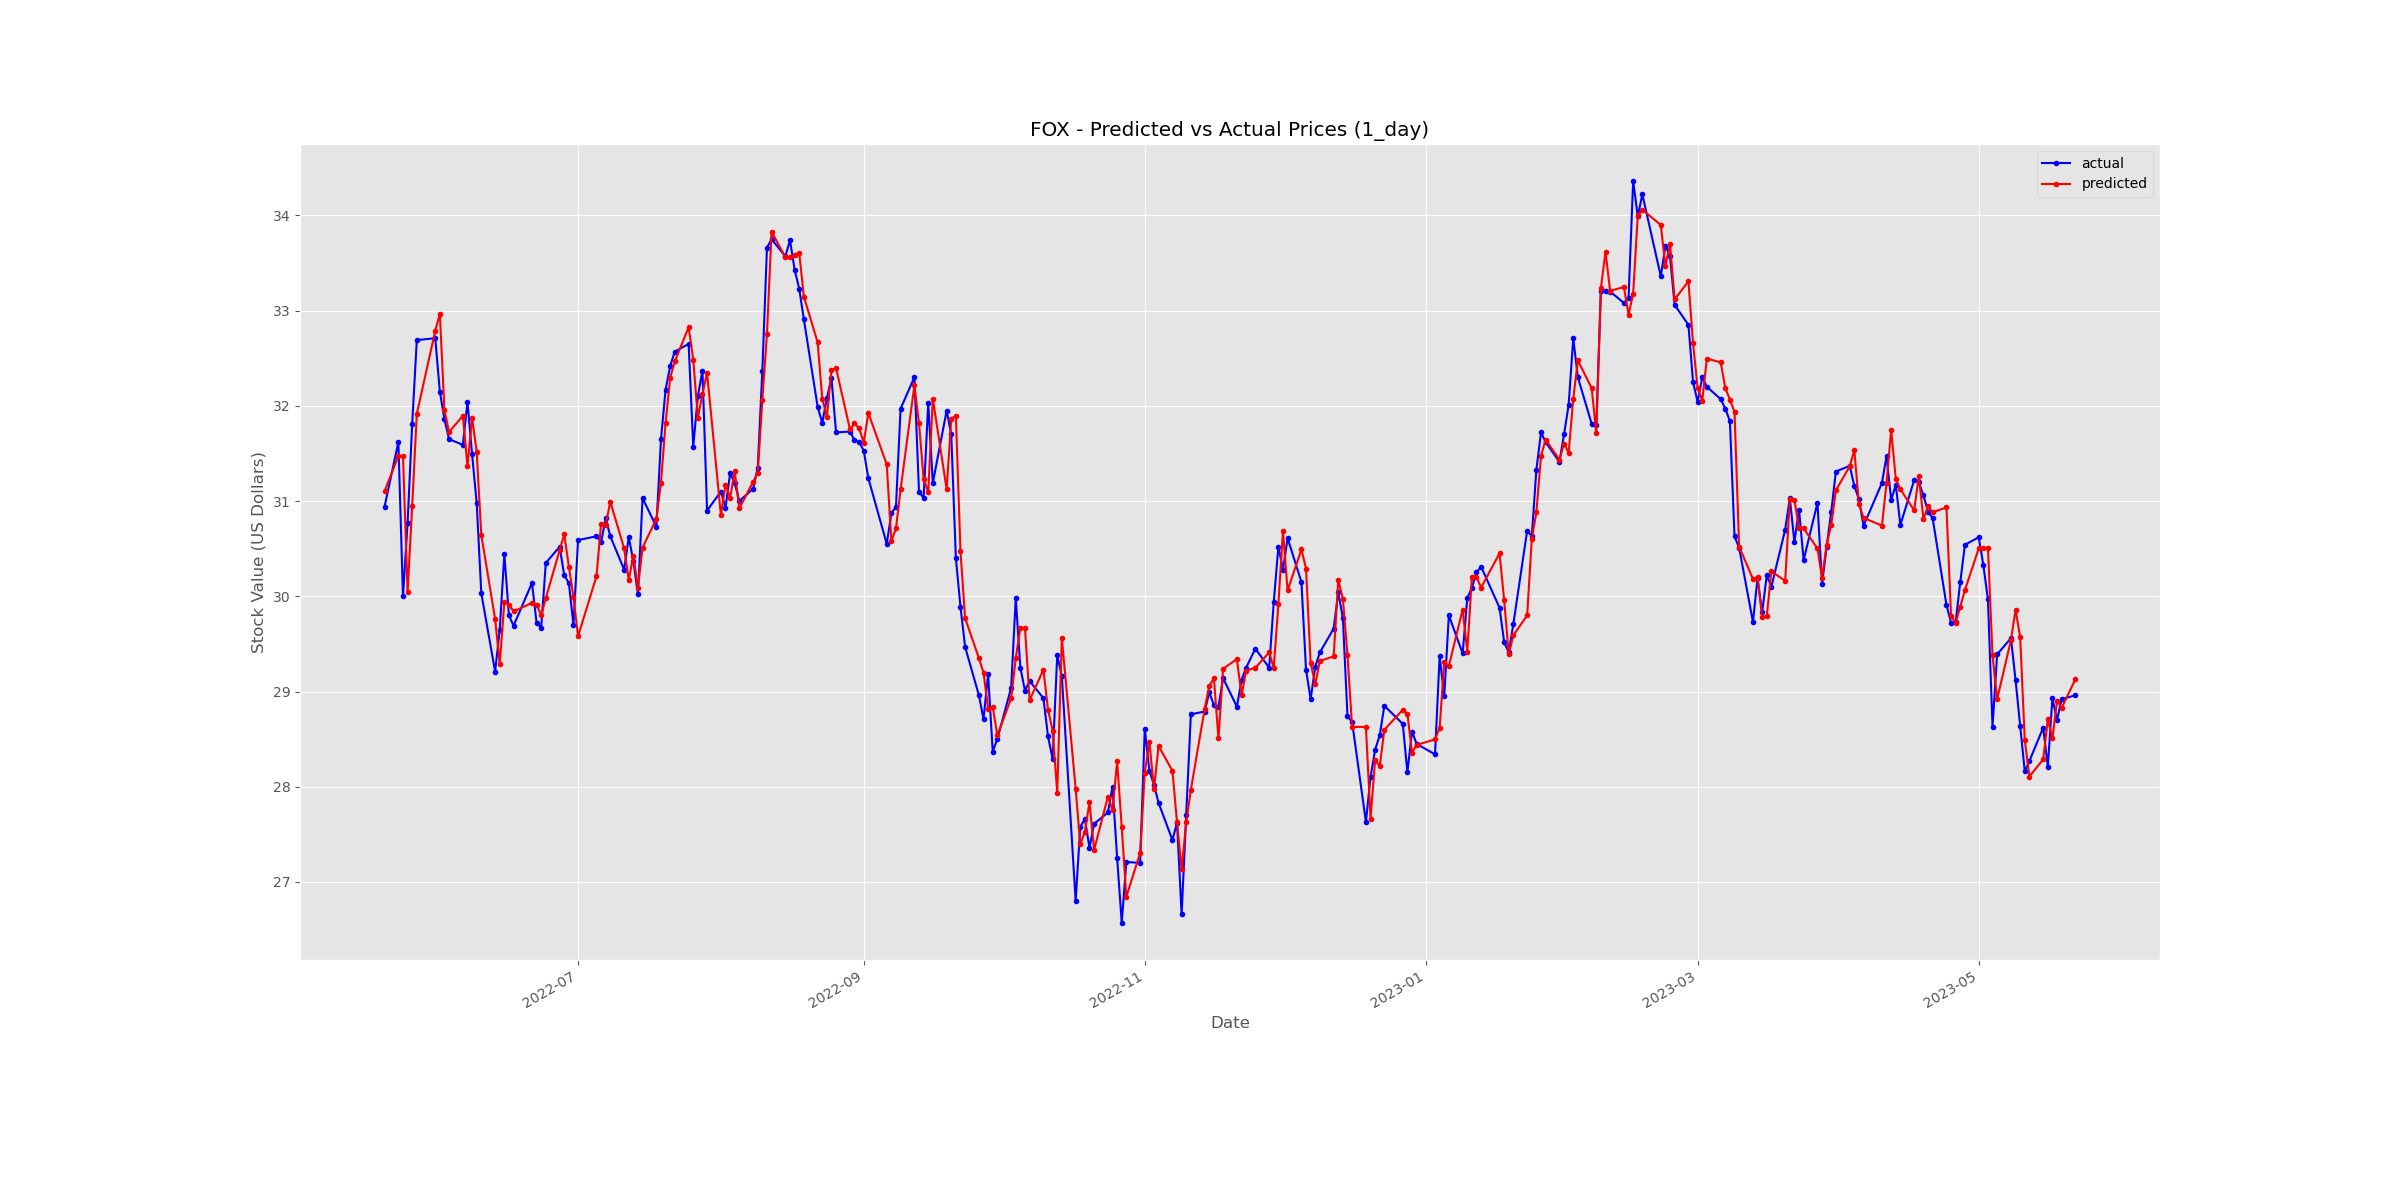 FOX - Predicted vs Actual Prices (1_day)
actual
predicted
Stock Value (US Dollars)
34
33
32
31
30
29
28
27
2022-07
2022-09
2022-11
2023-01
2023-03
2023-05
Date